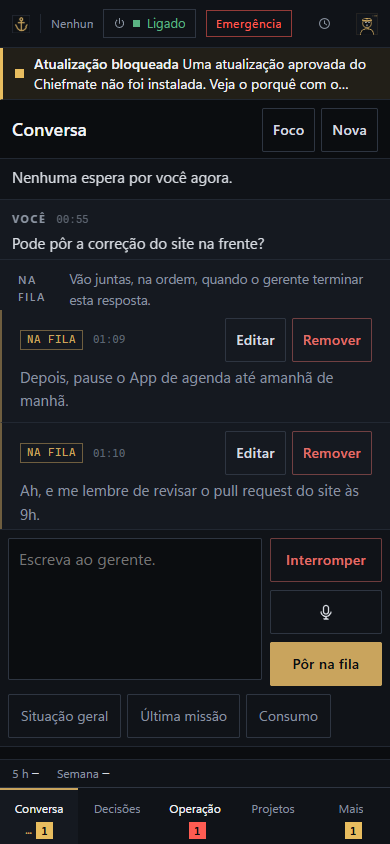 Nenhum
Ligado
Emergência
Atualização bloqueada Uma atualização aprovada do
Chiefmate não foi instalada. Veja o porquê com o…
Conversa
Foco
Nova
Nenhuma espera por você agora.
VOCÊ 00:55
Pode pôr a correção do site na frente?
NA FILA
Vão juntas, na ordem, quando o gerente terminar
esta resposta.
NA FILA 01:09
Editar
Remover
Depois, pause o App de agenda até amanhã de
manhã.
NA FILA 01:10
Editar
Remover
Ah, e me lembre de revisar o pull request do site às
9h.
Escreva ao gerente.
Interromper
Pôr na fila
Situação geral
Última missão
Consumo
5 h — Semana —
Conversa
… 1
Decisões
Operação
1
Projetos
Mais
1